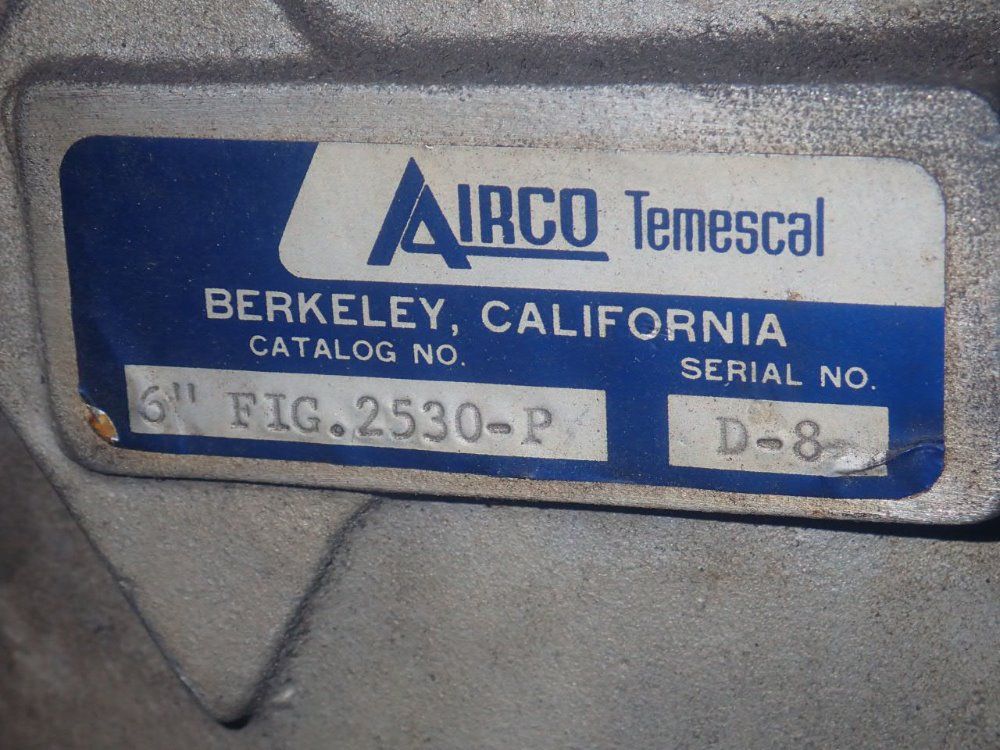 AIRCO Temescal
BERKELEY, CALIFORNIA
CATALOG NO.
SERIAL NO.
6" FIG.2530-P
D-8-